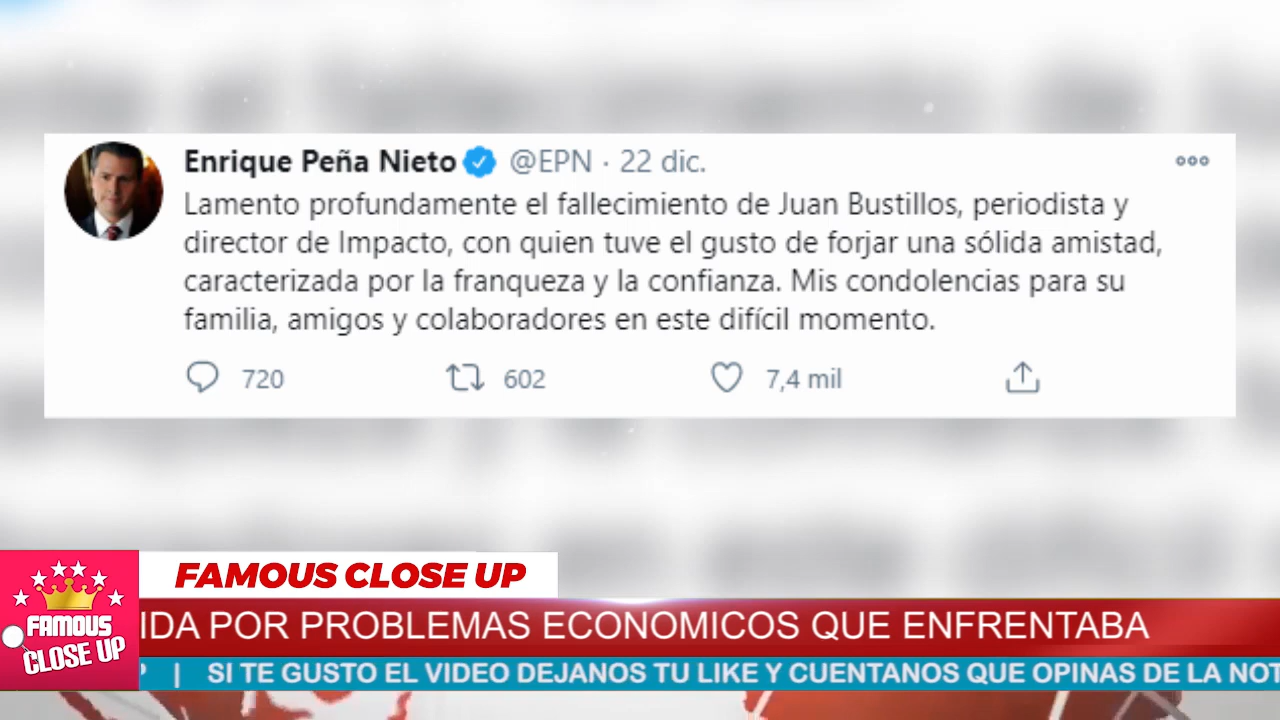 Enrique Peña Nieto @EPN · 22 dic.
Lamento profundamente el fallecimiento de Juan Bustillos, periodista y
director de Impacto, con quien tuve el gusto de forjar una sólida amistad,
caracterizada por la franqueza y la confianza. Mis condolencias para su
familia, amigos y colaboradores en este difícil momento.
720 602 7,4 mil
FAMOUS CLOSE UP
FAMOUS
CLOSE UP
IDA POR PROBLEMAS ECONOMICOS QUE ENFRENTABA
| SI TE GUSTO EL VIDEO DEJANOS TU LIKE Y CUENTANOS QUE OPINAS DE LA NOT